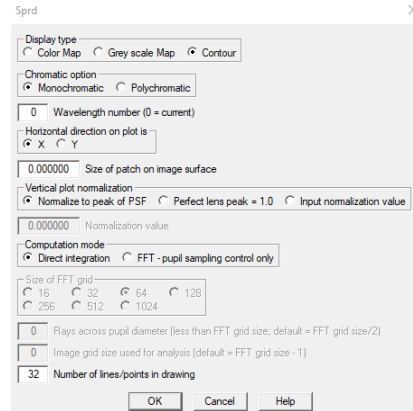 Sprd
Display type
Color Map Grey scale Map Contour
Chromatic option
Monochromatic Polychromatic
0 Wavelength number (0 = current)
Horizontal direction on plot is
X Y
0.000000 Size of patch on image surface
Vertical plot normalization
Normalize to peak of PSF Perfect lens peak = 1.0 Input normalization value
0.000000 Normalization value
Computation mode
Direct integration FFT - pupil sampling control only
Size of FFT grid
16 32 64 128
256 512 1024
0 Rays across pupil diameter (less than FFT grid size; default = FFT grid size/2)
0 Image grid size used for analysis (default = FFT grid size - 1)
32 Number of lines/points in drawing
OK Cancel Help